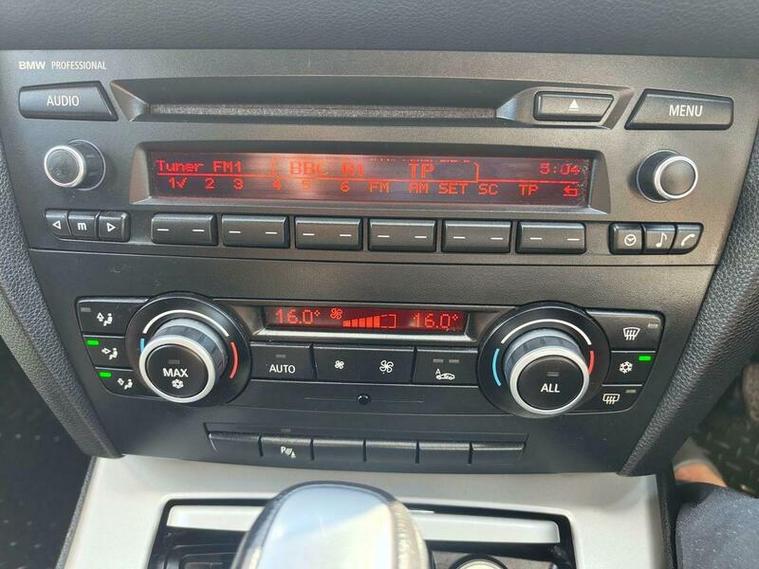 BMW PROFESSIONAL
AUDIO
MENU
Tuner FM1 BBC R1 TP 5:04
1✓ 2 3 4 5 6 FM AM SET SC TP
m
16.0° 16.0°
MAX
AUTO
A
ALL
P